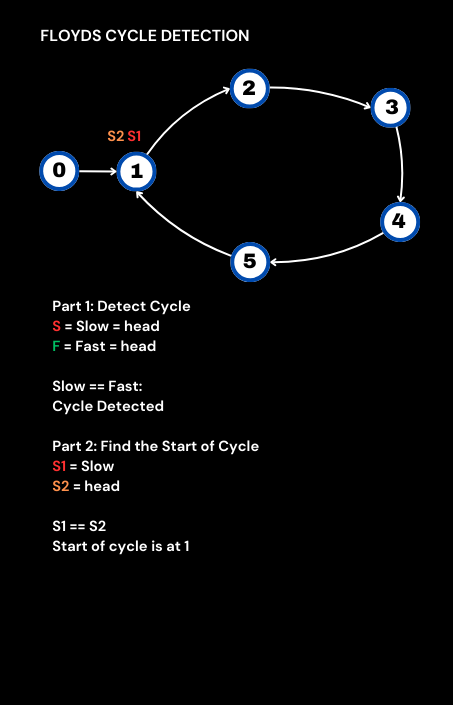 FLOYDS CYCLE DETECTION
2
3
S2 S1
0
1
4
5
Part 1: Detect Cycle
S = Slow = head
F = Fast = head
Slow == Fast:
Cycle Detected
Part 2: Find the Start of Cycle
S1 = Slow
S2 = head
S1 == S2
Start of cycle is at 1